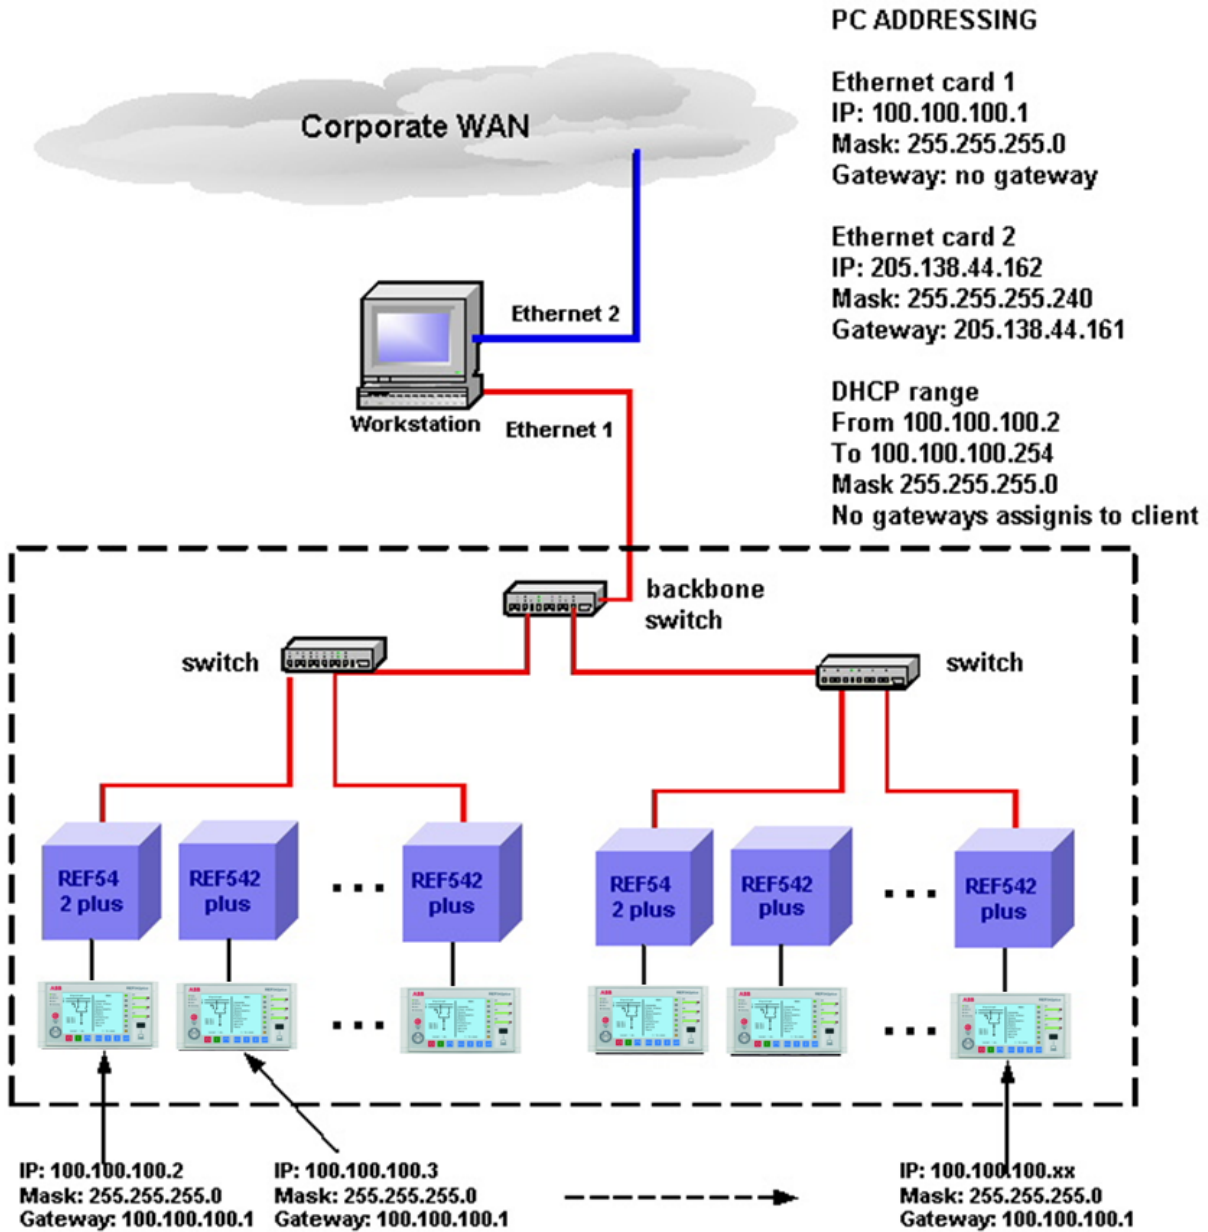 PC ADDRESSING
Ethernet card 1
IP: 100.100.100.1
Mask: 255.255.255.0
Gateway: no gateway
Ethernet card 2
IP: 205.138.44.162
Mask: 255.255.255.240
Gateway: 205.138.44.161
DHCP range
From 100.100.100.2
To 100.100.100.254
Mask 255.255.255.0
No gateways assignis to client
Corporate WAN
Ethernet 2
Workstation
Ethernet 1
backbone
switch
switch
switch
REF54
2 plus
REF542
plus
REF542
plus
REF54
2 plus
REF542
plus
REF542
plus
ABB
ABB
ABB
ABB
ABB
ABB
IP: 100.100.100.2
Mask: 255.255.255.0
Gateway: 100.100.100.1
IP: 100.100.100.3
Mask: 255.255.255.0
Gateway: 100.100.100.1
IP: 100.100.100.xx
Mask: 255.255.255.0
Gateway: 100.100.100.1